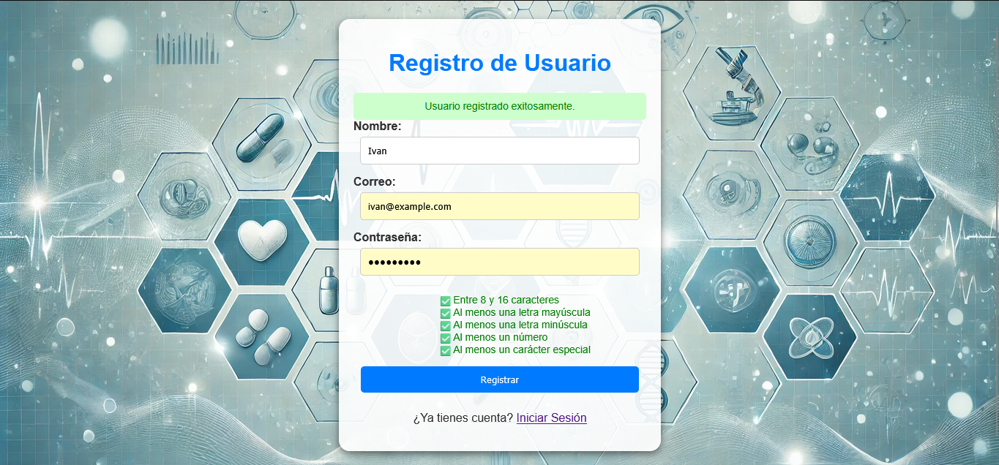 Registro de Usuario
Usuario registrado exitosamente.
Nombre:
Ivan
Correo:
ivan@example.com
Contraseña:
•••••••••
✅ Entre 8 y 16 caracteres
✅ Al menos una letra mayúscula
✅ Al menos una letra minúscula
✅ Al menos un número
✅ Al menos un carácter especial
Registrar
¿Ya tienes cuenta? Iniciar Sesión